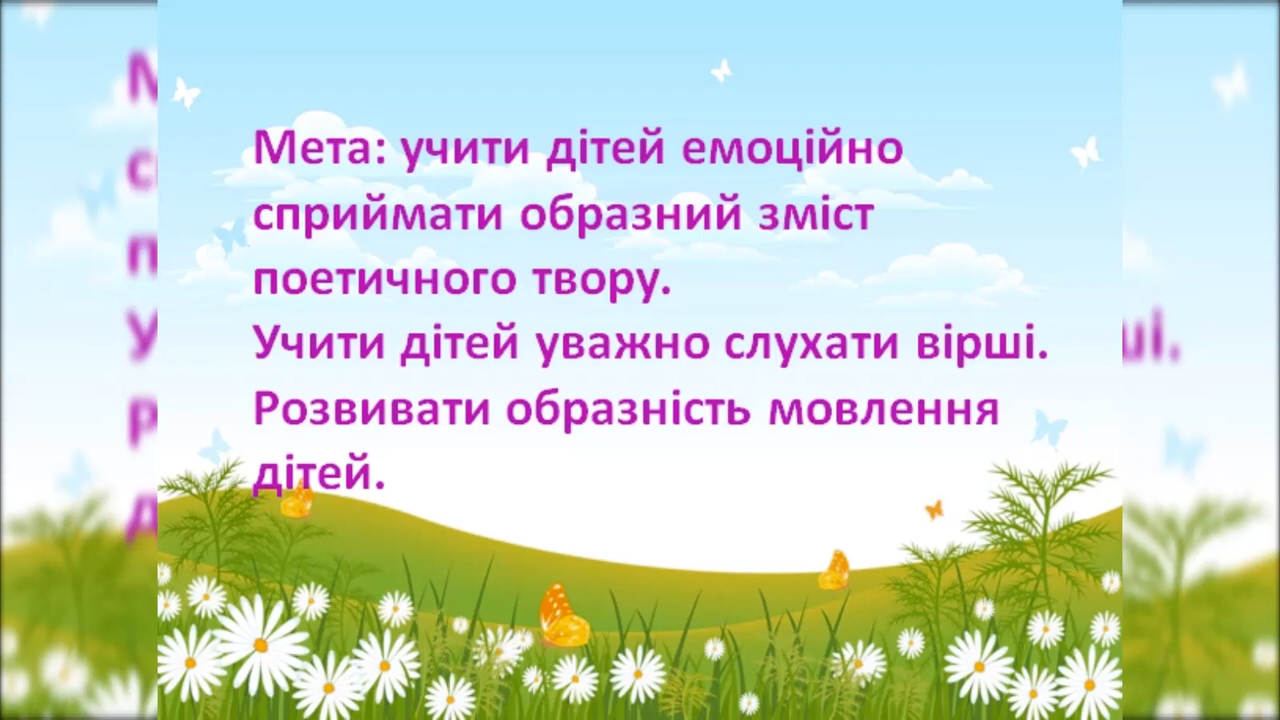 Мета: учити дітей емоційно
сприймати образний зміст
поетичного твору.
Учити дітей уважно слухати вірші.
Розвивати образність мовлення
дітей.